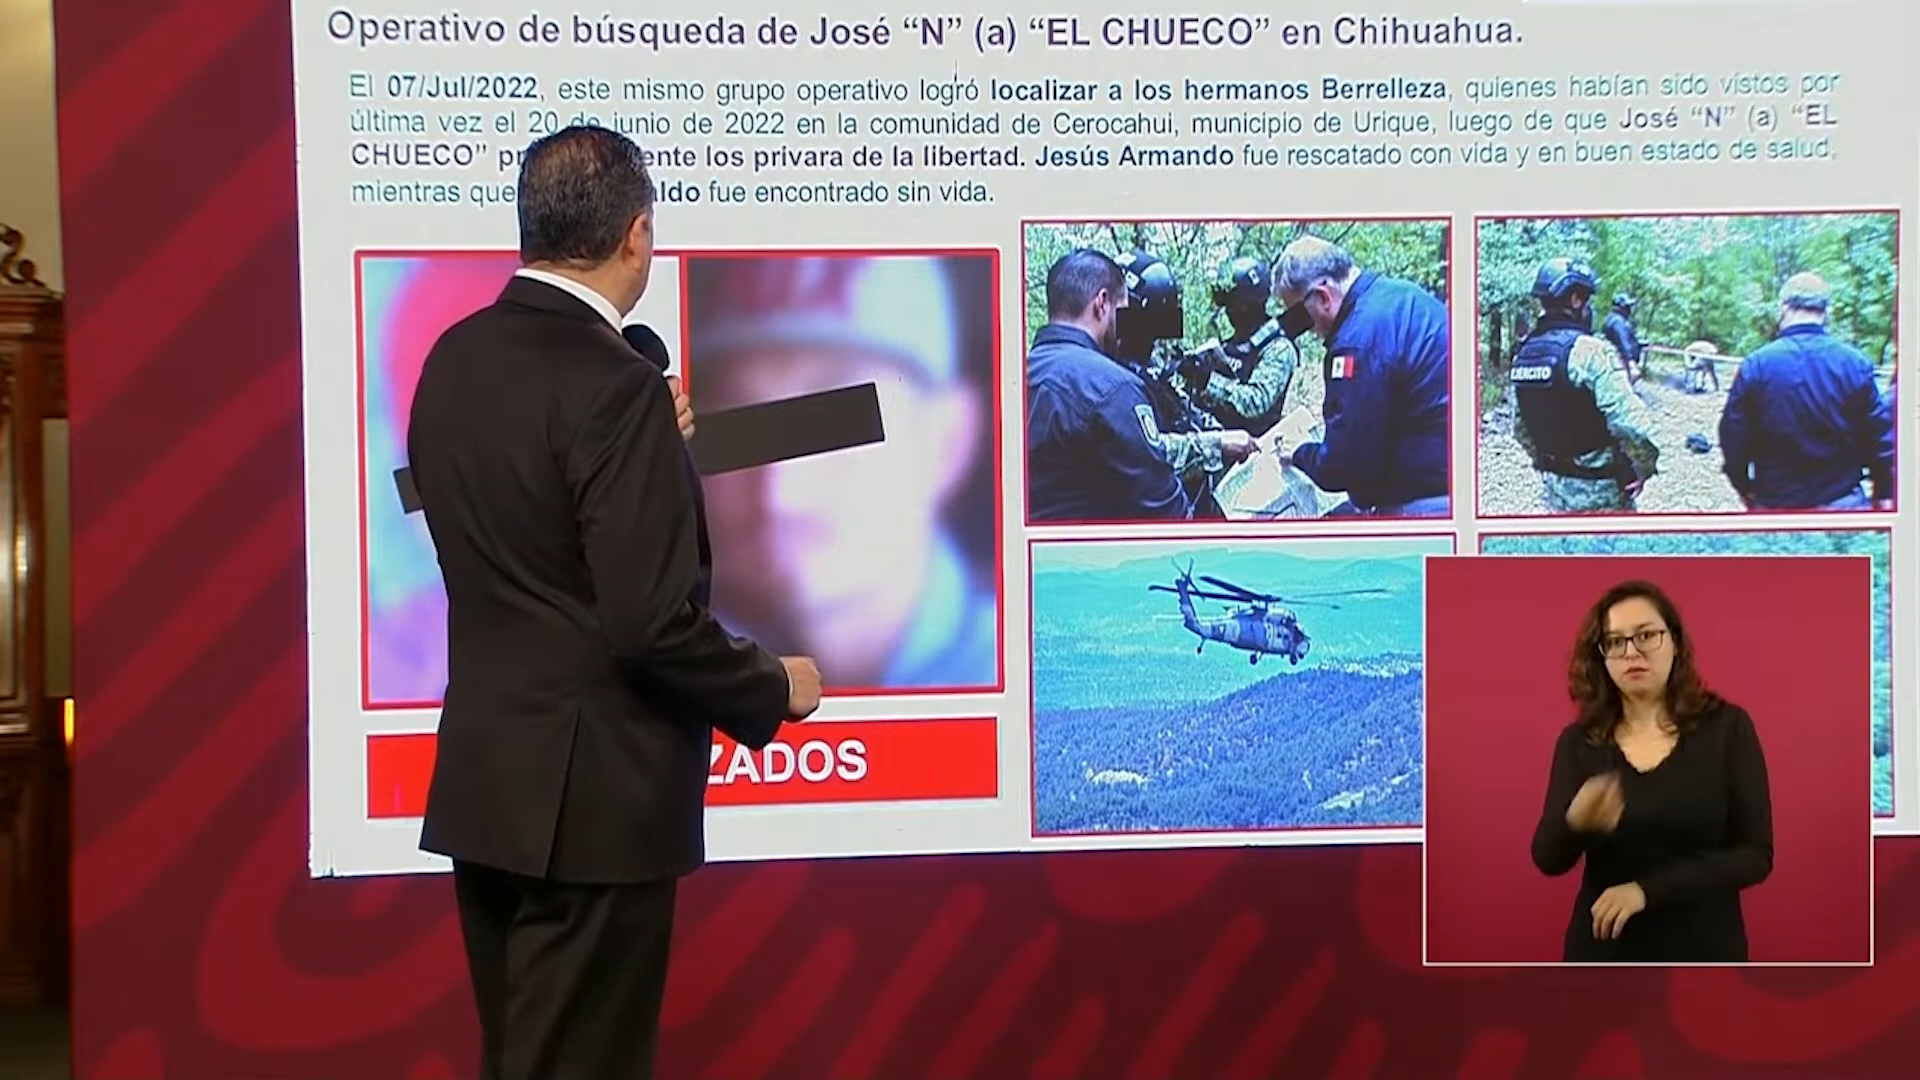 Operativo de búsqueda de José “N” (a) “EL CHUECO” en Chihuahua.
El 07/Jul/2022, este mismo grupo operativo logró localizar a los hermanos Berrelleza, quienes habían sido vistos por
última vez el 20 de junio de 2022 en la comunidad de Cerocahui, municipio de Urique, luego de que José “N” (a) “EL
CHUECO” pr ente los privara de la libertad. Jesús Armando fue rescatado con vida y en buen estado de salud,
mientras que aldo fue encontrado sin vida.
EJÉRCITO
ZADOS